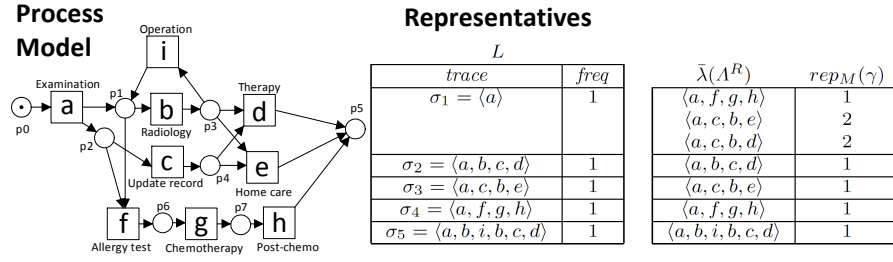 Process Model
Representatives
Operation
i
Examination
p1
Therapy
p5
a
b
d
p0
Radiology
p3
p2
c
e
Update record
p4
Home care
f
p6
g
p7
h
Allergy test
Chemotherapy
Post-chemo
L
trace freq
σ₁ = ⟨a⟩ 1
σ₂ = ⟨a, b, c, d⟩ 1
σ₃ = ⟨a, c, b, e⟩ 1
σ₄ = ⟨a, f, g, h⟩ 1
σ₅ = ⟨a, b, i, b, c, d⟩ 1
λ̄(Λᴿ) rep_M(γ)
⟨a, f, g, h⟩ 1
⟨a, c, b, e⟩ 2
⟨a, c, b, d⟩ 2
⟨a, b, c, d⟩ 1
⟨a, c, b, e⟩ 1
⟨a, f, g, h⟩ 1
⟨a, b, i, b, c, d⟩ 1